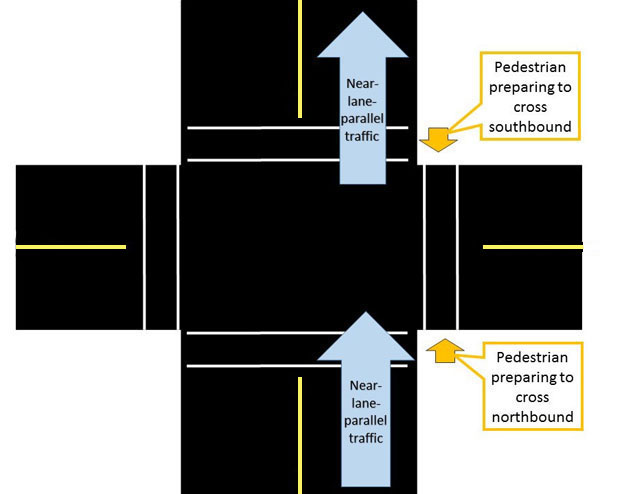 Near-
lane-
parallel
traffic
Pedestrian
preparing to
cross
southbound
Near-
lane-
parallel
traffic
Pedestrian
preparing to
cross
northbound